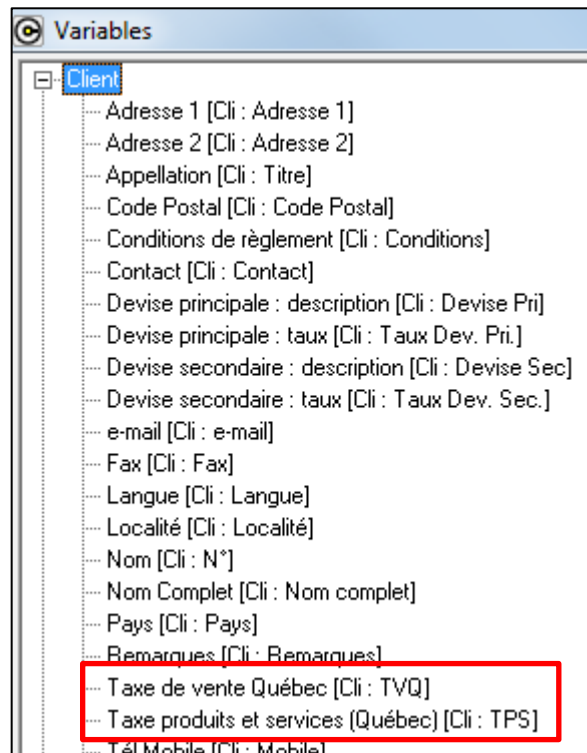 Variables
Client
Adresse 1 [Cli : Adresse 1]
Adresse 2 [Cli : Adresse 2]
Appellation [Cli : Titre]
Code Postal [Cli : Code Postal]
Conditions de règlement [Cli : Conditions]
Contact [Cli : Contact]
Devise principale : description [Cli : Devise Pri]
Devise principale : taux [Cli : Taux Dev. Pri.]
Devise secondaire : description [Cli : Devise Sec]
Devise secondaire : taux [Cli : Taux Dev. Sec.]
e-mail [Cli : e-mail]
Fax [Cli : Fax]
Langue [Cli : Langue]
Localité [Cli : Localité]
Nom [Cli : N°]
Nom Complet [Cli : Nom complet]
Pays [Cli : Pays]
Remarques [Cli : Remarques]
Taxe de vente Québec [Cli : TVQ]
Taxe produits et services (Québec) [Cli : TPS]
Tél Mobile [Cli : Mobile]